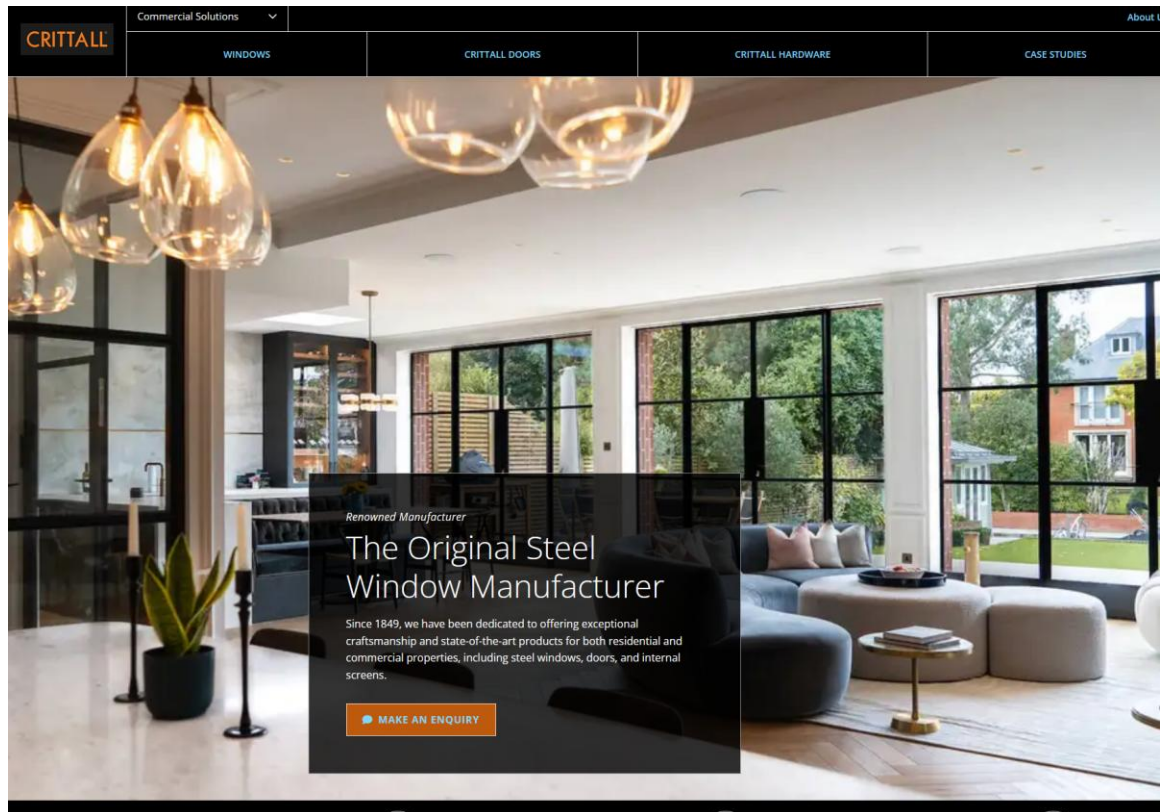 Commercial Solutions
About U
CRITTALL
WINDOWS
CRITTALL DOORS
CRITTALL HARDWARE
CASE STUDIES
Renowned Manufacturer
The Original Steel
Window Manufacturer
Since 1849, we have been dedicated to offering exceptional
craftsmanship and state-of-the-art products for both residential and
commercial properties, including steel windows, doors, and internal
screens.
MAKE AN ENQUIRY